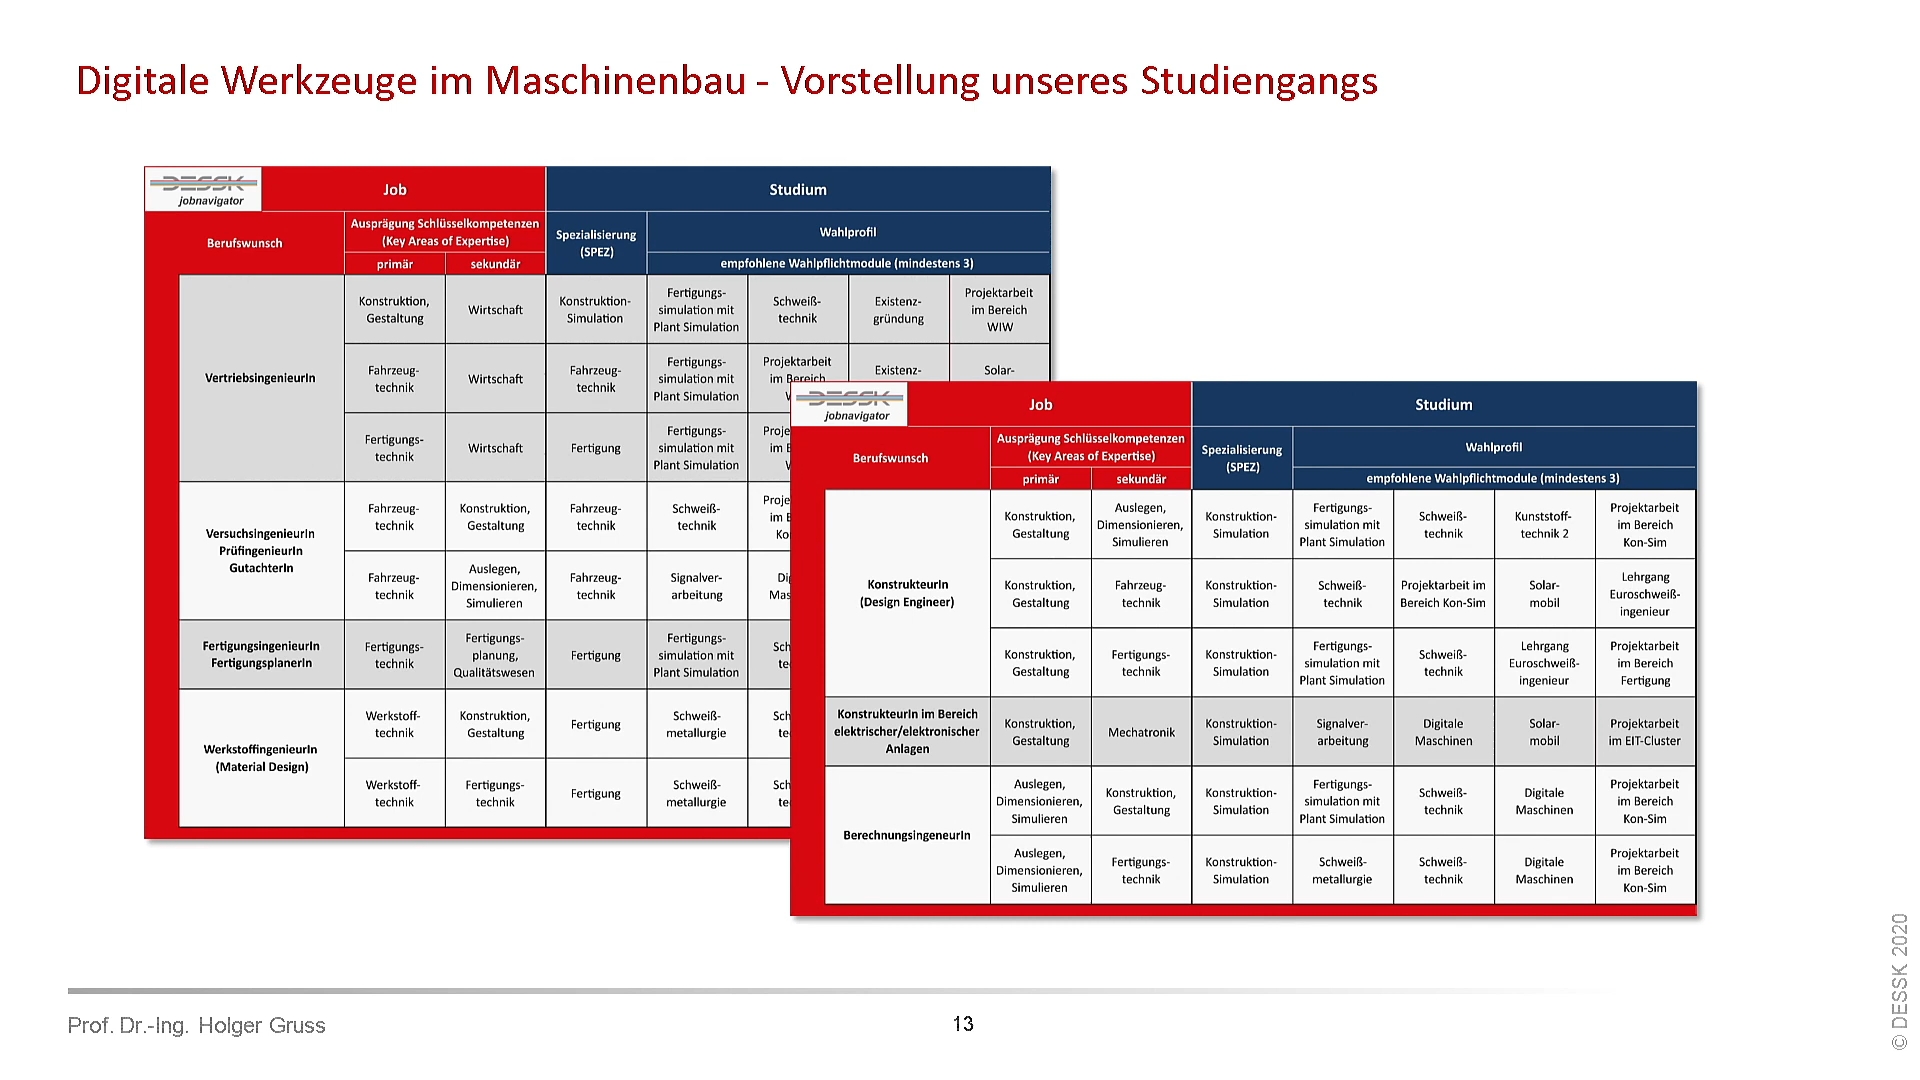 Digitale Werkzeuge im Maschinenbau - Vorstellung unseres Studiengangs
DESSK
jobnavigator
Job
Studium
Berufswunsch
Ausprägung Schlüsselkompetenzen
(Key Areas of Expertise)
primär
sekundär
Spezialisierung
(SPEZ)
Wahlprofil
empfohlene Wahlpflichtmodule (mindestens 3)
VertriebsingenieurIn
Konstruktion,
Gestaltung
Wirtschaft
Konstruktion-
Simulation
Fertigungs-
simulation mit
Plant Simulation
Schweiß-
technik
Existenz-
gründung
Projektarbeit
im Bereich
WIW
Fahrzeug-
technik
Wirtschaft
Fahrzeug-
technik
Fertigungs-
simulation mit
Plant Simulation
Projektarbeit
im Bereich
Existenz-
Solar-
Fertigungs-
technik
Wirtschaft
Fertigung
Fertigungs-
simulation mit
Plant Simulation
VersuchsingenieurIn
PrüfingenieurIn
GutachterIn
Fahrzeug-
technik
Konstruktion,
Gestaltung
Fahrzeug-
technik
Schweiß-
technik
Fahrzeug-
technik
Auslegen,
Dimensionieren,
Simulieren
Fahrzeug-
technik
Signalver-
arbeitung
FertigungsingenieurIn
FertigungsplanerIn
Fertigungs-
technik
Fertigungs-
planung,
Qualitätswesen
Fertigung
Fertigungs-
simulation mit
Plant Simulation
WerkstoffingenieurIn
(Material Design)
Werkstoff-
technik
Konstruktion,
Gestaltung
Fertigung
Schweiß-
metallurgie
Werkstoff-
technik
Fertigungs-
technik
Fertigung
Schweiß-
metallurgie
DESSK
jobnavigator
Job
Studium
Berufswunsch
Ausprägung Schlüsselkompetenzen
(Key Areas of Expertise)
primär
sekundär
Spezialisierung
(SPEZ)
Wahlprofil
empfohlene Wahlpflichtmodule (mindestens 3)
KonstrukteurIn
(Design Engineer)
Konstruktion,
Gestaltung
Auslegen,
Dimensionieren,
Simulieren
Konstruktion-
Simulation
Fertigungs-
simulation mit
Plant Simulation
Schweiß-
technik
Kunststoff-
technik 2
Projektarbeit
im Bereich
Kon-Sim
Konstruktion,
Gestaltung
Fahrzeug-
technik
Konstruktion-
Simulation
Schweiß-
technik
Projektarbeit im
Bereich Kon-Sim
Solar-
mobil
Lehrgang
Euroschweiß-
ingenieur
Konstruktion,
Gestaltung
Fertigungs-
technik
Konstruktion-
Simulation
Fertigungs-
simulation mit
Plant Simulation
Schweiß-
technik
Lehrgang
Euroschweiß-
ingenieur
Projektarbeit
im Bereich
Fertigung
KonstrukteurIn im Bereich
elektrischer/elektronischer
Anlagen
Konstruktion,
Gestaltung
Mechatronik
Konstruktion-
Simulation
Signalver-
arbeitung
Digitale
Maschinen
Solar-
mobil
Projektarbeit
im EIT-Cluster
BerechnungsingeneurIn
Auslegen,
Dimensionieren,
Simulieren
Konstruktion,
Gestaltung
Konstruktion-
Simulation
Fertigungs-
simulation mit
Plant Simulation
Schweiß-
technik
Digitale
Maschinen
Projektarbeit
im Bereich
Kon-Sim
Auslegen,
Dimensionieren,
Simulieren
Fertigungs-
technik
Konstruktion-
Simulation
Schweiß-
metallurgie
Schweiß-
technik
Digitale
Maschinen
Projektarbeit
im Bereich
Kon-Sim
Prof. Dr.-Ing. Holger Gruss
13
© DESSK 2020